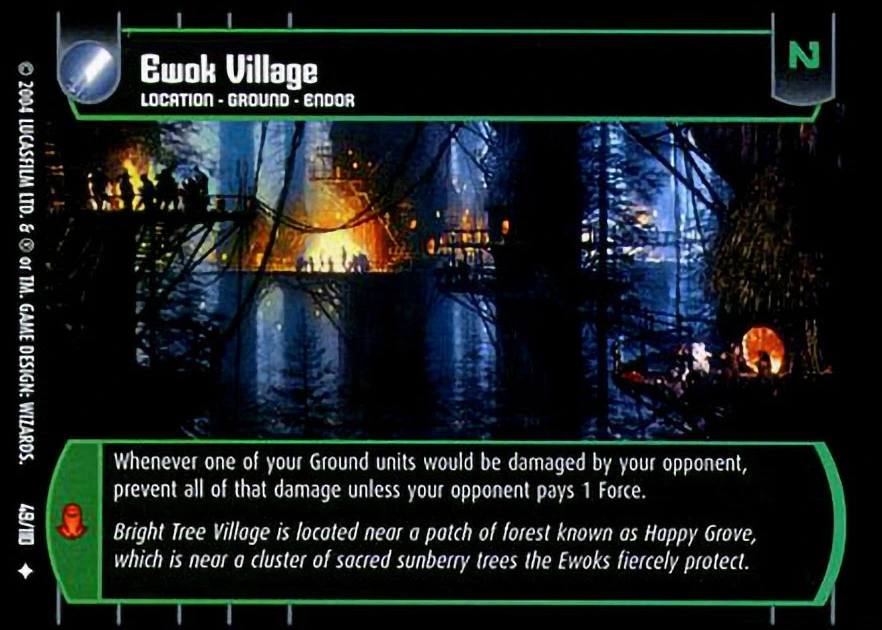 Ewok Village
LOCATION - GROUND - ENDOR
2
Whenever one of your Ground units would be damaged by your opponent,
prevent all of that damage unless your opponent pays 1 Force.
Bright Tree Village is located near a patch of forest known as Happy Grove,
which is near a cluster of sacred sunberry trees the Ewoks fiercely protect.
© 2004 LUCASFILM LTD. & ® or TM. GAME DESIGN: WIZARDS.